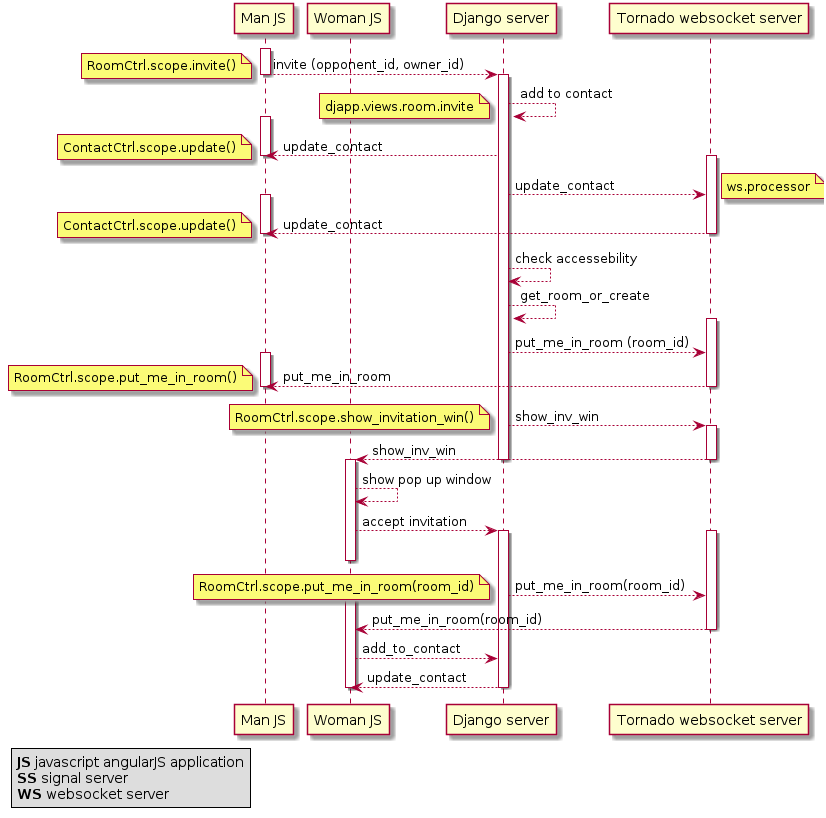 Man JS
Woman JS
Django server
Tornado websocket server
RoomCtrl.scope.invite()
invite (opponent_id, owner_id)
add to contact
djapp.views.room.invite
ContactCtrl.scope.update()
update_contact
update_contact
ws.processor
ContactCtrl.scope.update()
update_contact
check accessebility
get_room_or_create
put_me_in_room (room_id)
RoomCtrl.scope.put_me_in_room()
put_me_in_room
RoomCtrl.scope.show_invitation_win()
show_inv_win
show_inv_win
show pop up window
accept invitation
RoomCtrl.scope.put_me_in_room(room_id)
put_me_in_room(room_id)
put_me_in_room(room_id)
add_to_contact
update_contact
Man JS
Woman JS
Django server
Tornado websocket server
JS javascript angularJS application
SS signal server
WS websocket server